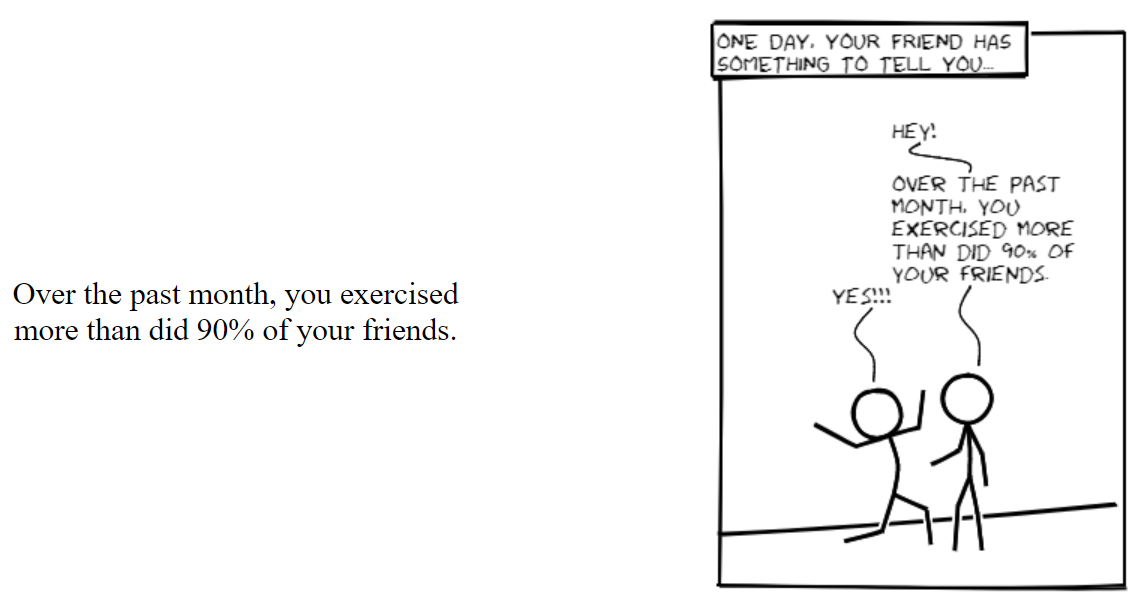 Over the past month, you exercised
more than did 90% of your friends.
ONE DAY, YOUR FRIEND HAS
SOMETHING TO TELL YOU...
HEY!
OVER THE PAST
MONTH, YOU
EXERCISED MORE
THAN DID 90% OF
YOUR FRIENDS.
YES!!!